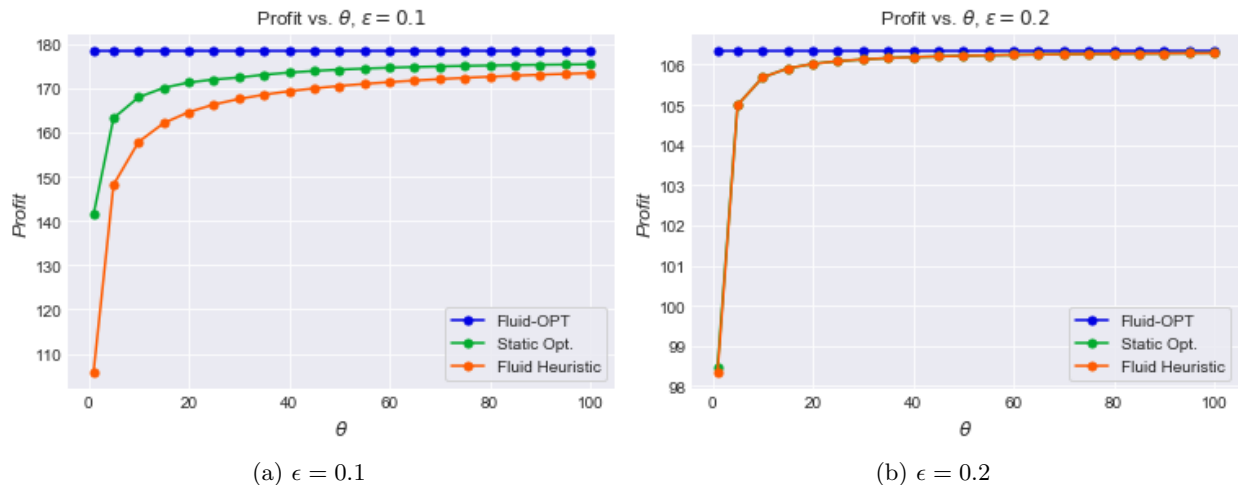 Profit vs. θ, ε = 0.1
180
170
160
150
140
130
120
110
Profit
0
20
40
60
80
100
θ
Fluid-OPT
Static Opt.
Fluid Heuristic
(a) ϵ = 0.1
Profit vs. θ, ε = 0.2
106
105
104
103
102
101
100
99
98
Profit
0
20
40
60
80
100
θ
Fluid-OPT
Static Opt.
Fluid Heuristic
(b) ϵ = 0.2